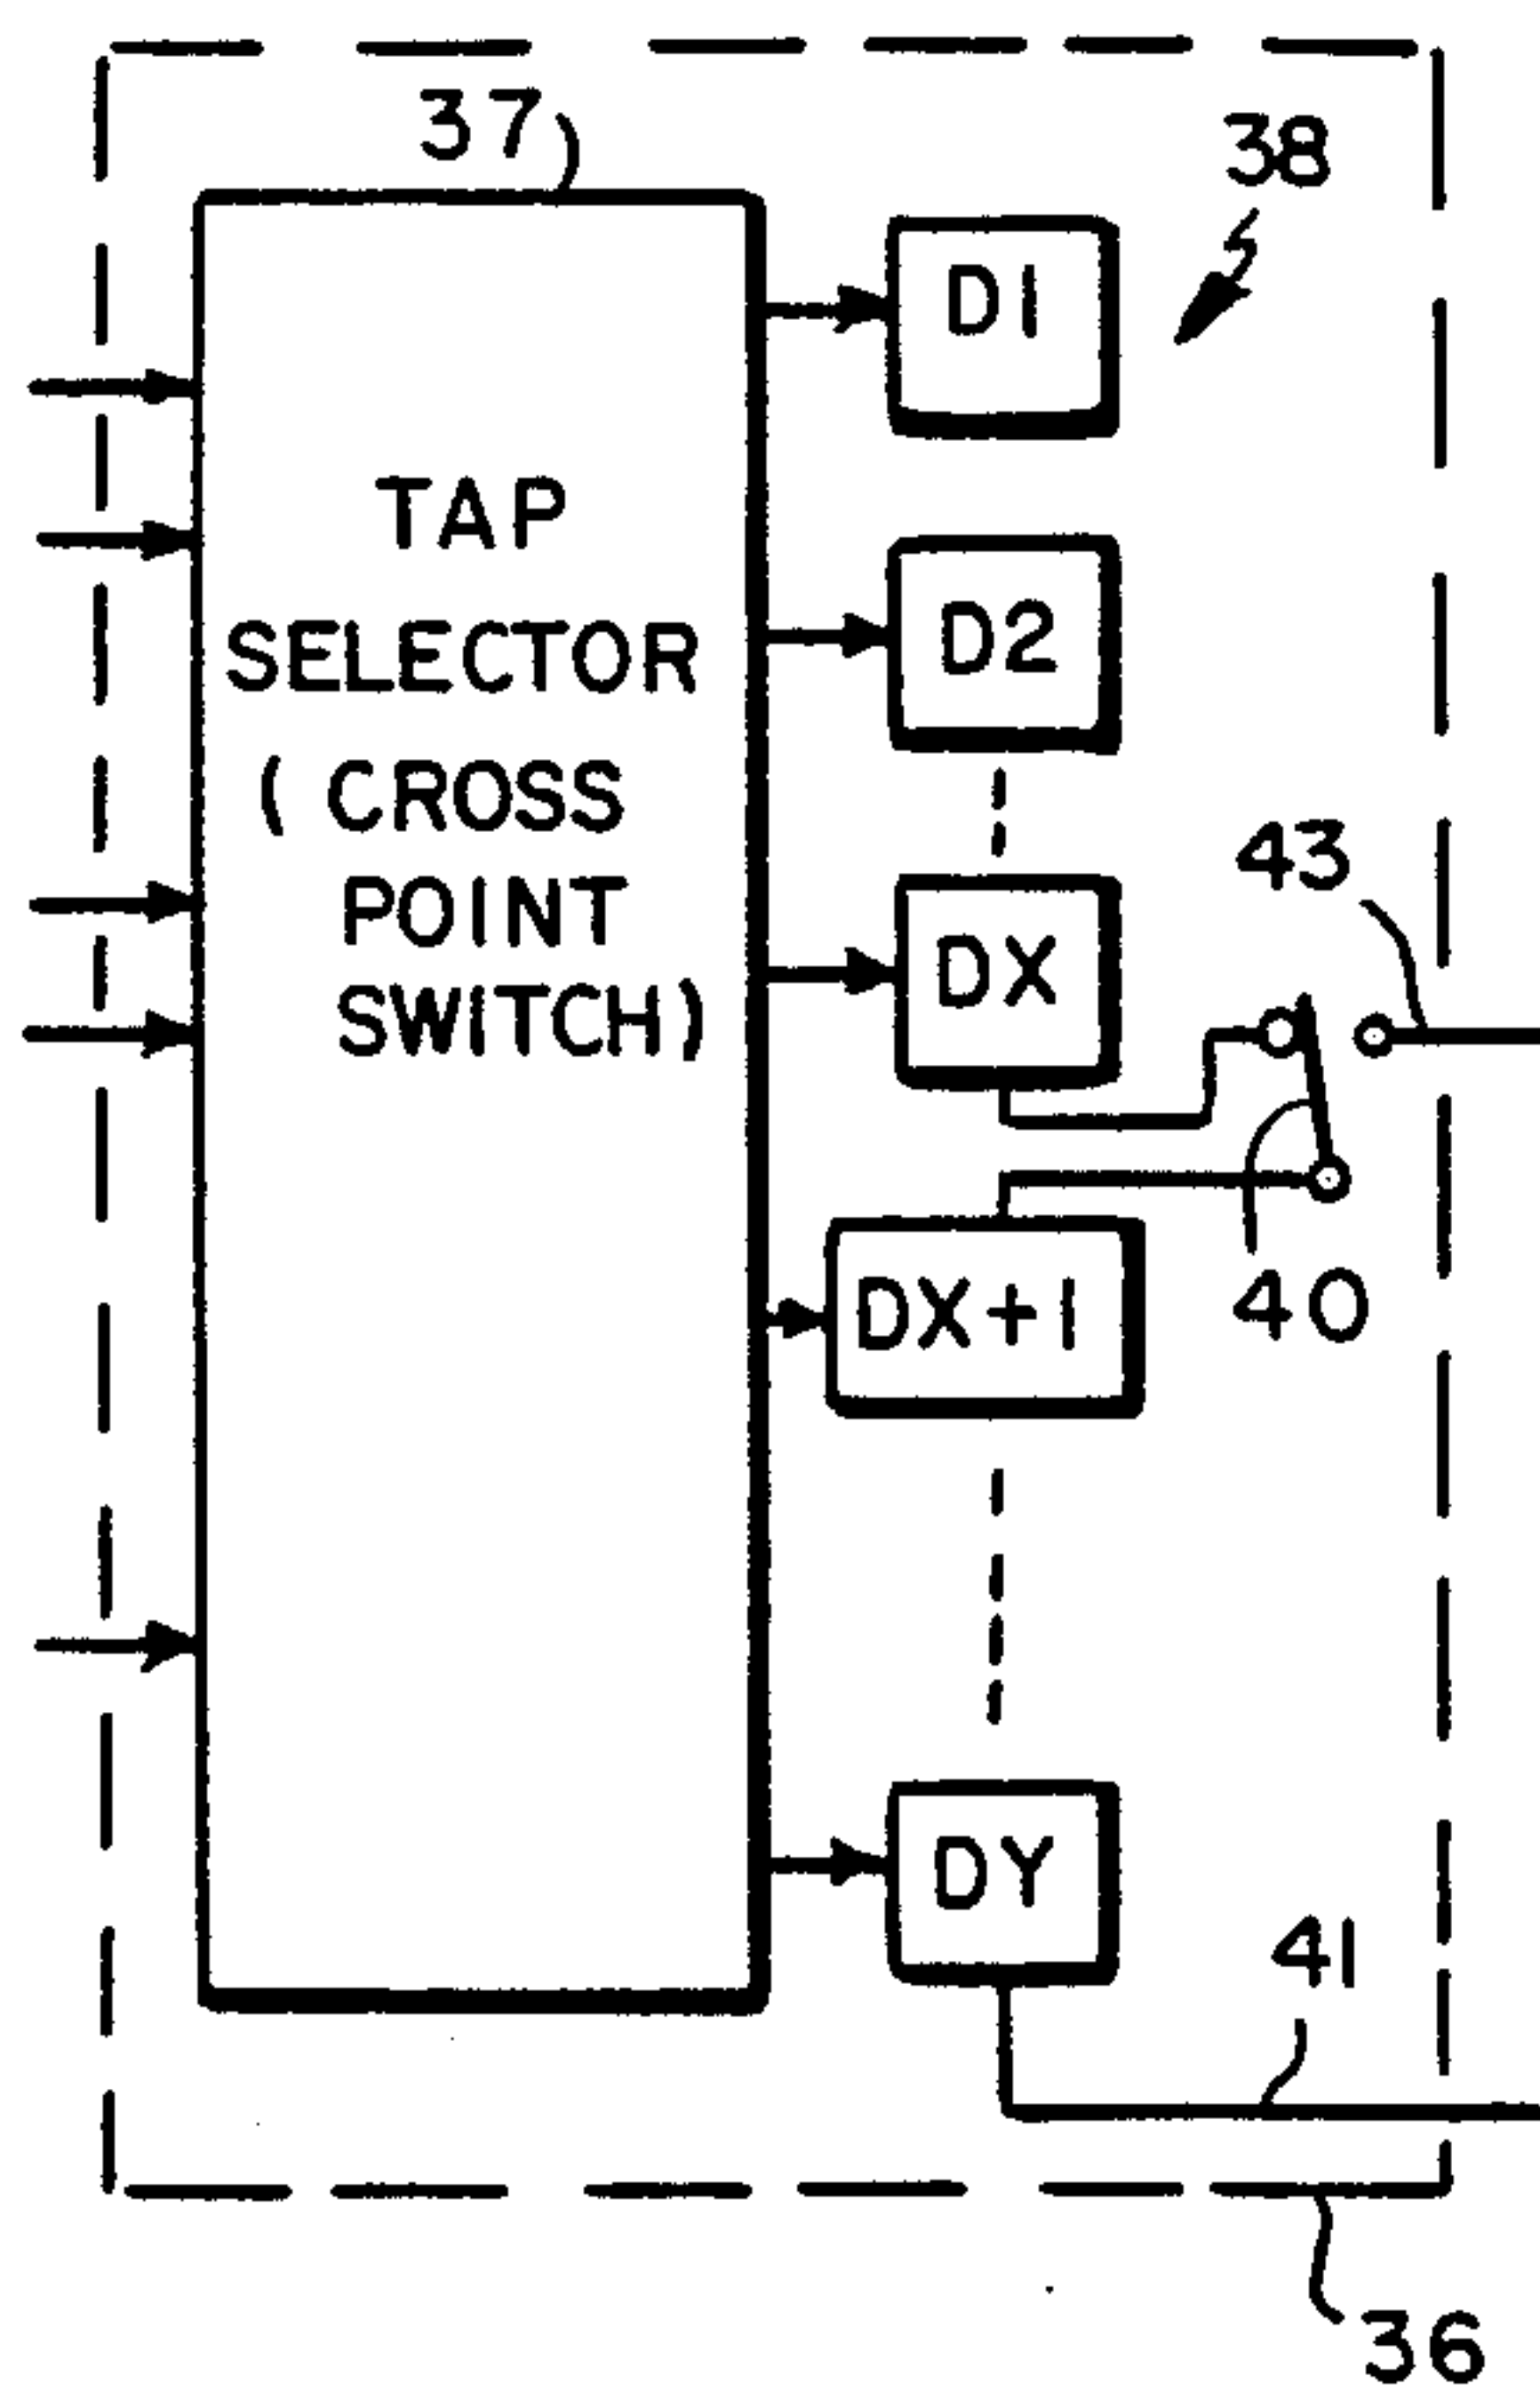 37
38
D1
TAP
SELECTOR
(CROSS
POINT
SWITCH)
D2
43
DX
40
DX+1
DY
41
36